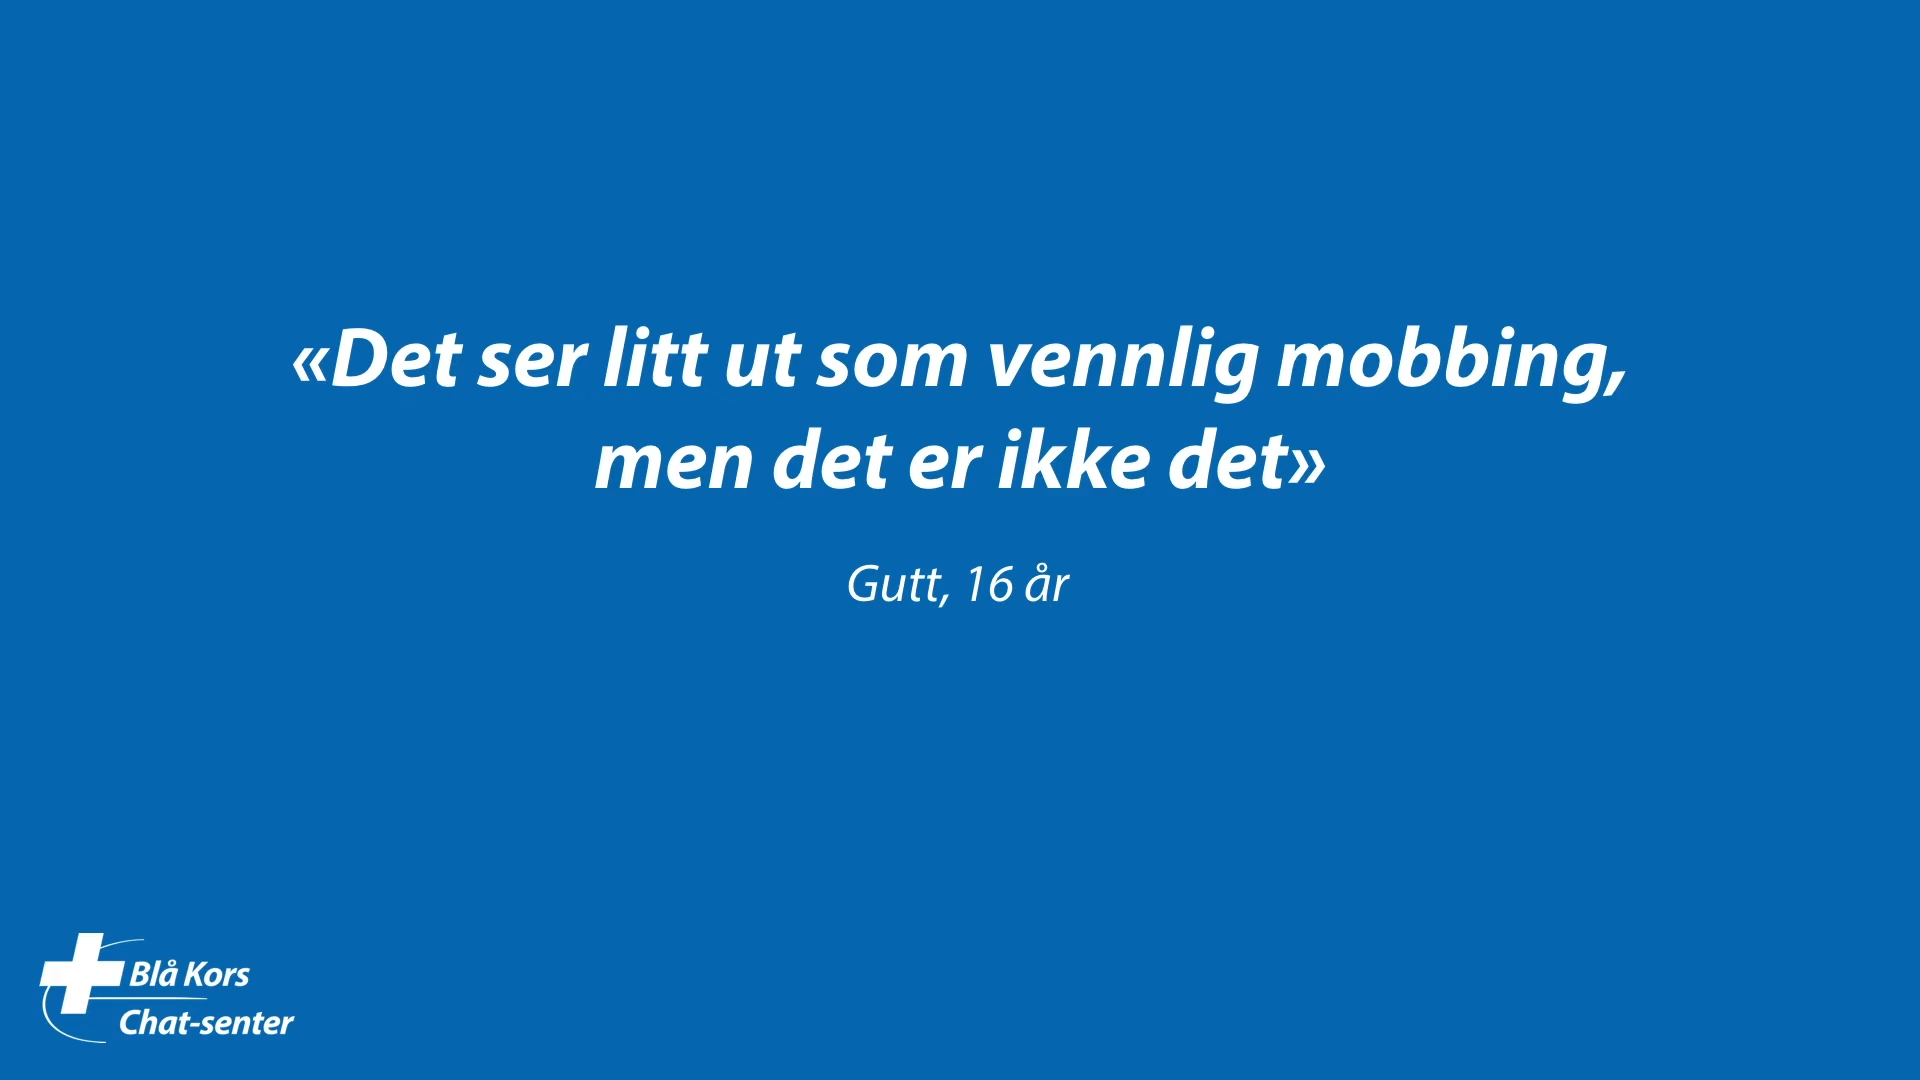 «Det ser litt ut som vennlig mobbing,
men det er ikke det»
Gutt, 16 år
Blå Kors
Chat-senter